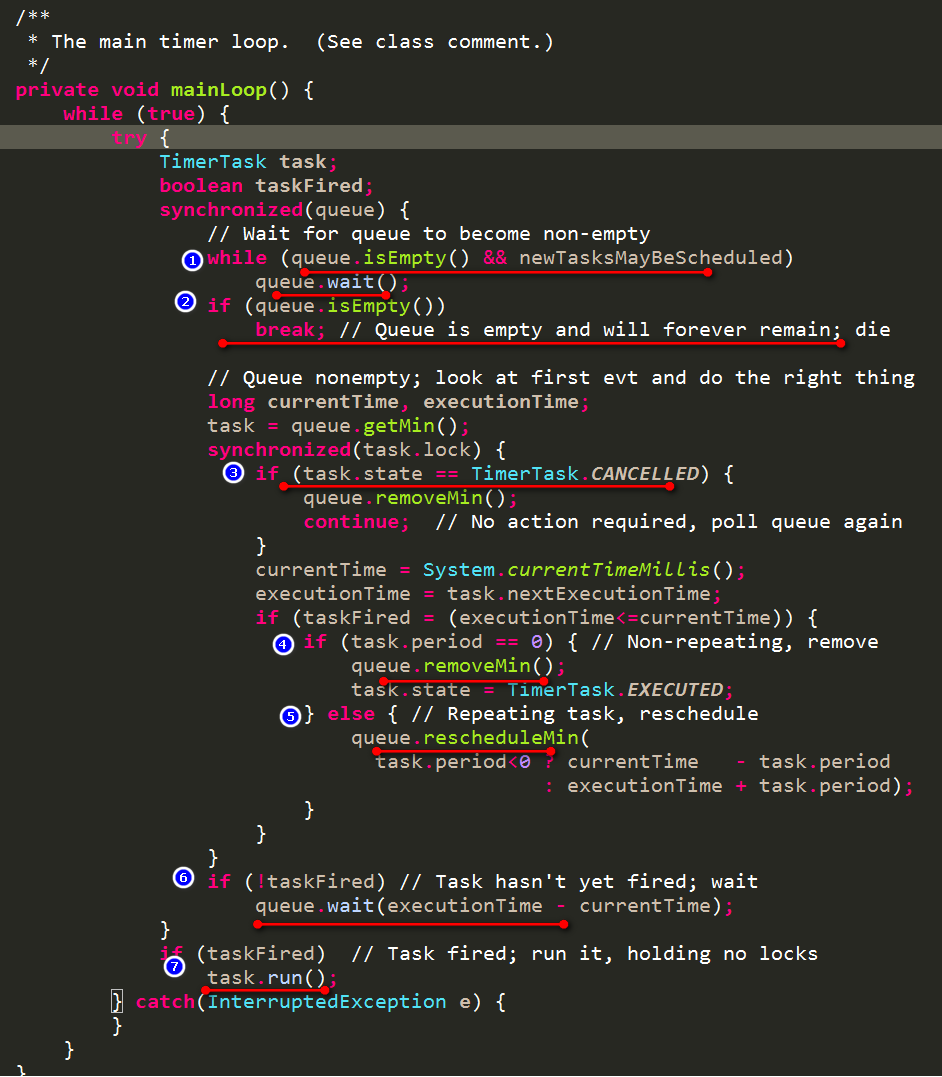 /**
 * The main timer loop.  (See class comment.)
 */
private void mainLoop() {
    while (true) {
        try {
            TimerTask task;
            boolean taskFired;
            synchronized(queue) {
                // Wait for queue to become non-empty
              1 while (queue.isEmpty() && newTasksMayBeScheduled)
                    queue.wait();
              2 if (queue.isEmpty())
                    break; // Queue is empty and will forever remain; die

                // Queue nonempty; look at first evt and do the right thing
                long currentTime, executionTime;
                task = queue.getMin();
                synchronized(task.lock) {
                  3 if (task.state == TimerTask.CANCELLED) {
                        queue.removeMin();
                        continue;  // No action required, poll queue again
                    }
                    currentTime = System.currentTimeMillis();
                    executionTime = task.nextExecutionTime;
                    if (taskFired = (executionTime<=currentTime)) {
                      4 if (task.period == 0) { // Non-repeating, remove
                            queue.removeMin();
                            task.state = TimerTask.EXECUTED;
                      5 } else { // Repeating task, reschedule
                            queue.rescheduleMin(
                              task.period<0 ? currentTime   - task.period
                                            : executionTime + task.period);
                        }
                    }
                }
              6 if (!taskFired) // Task hasn't yet fired; wait
                    queue.wait(executionTime - currentTime);
            }
            if (taskFired)  // Task fired; run it, holding no locks
            7   task.run();
        } catch(InterruptedException e) {
        }
    }
}